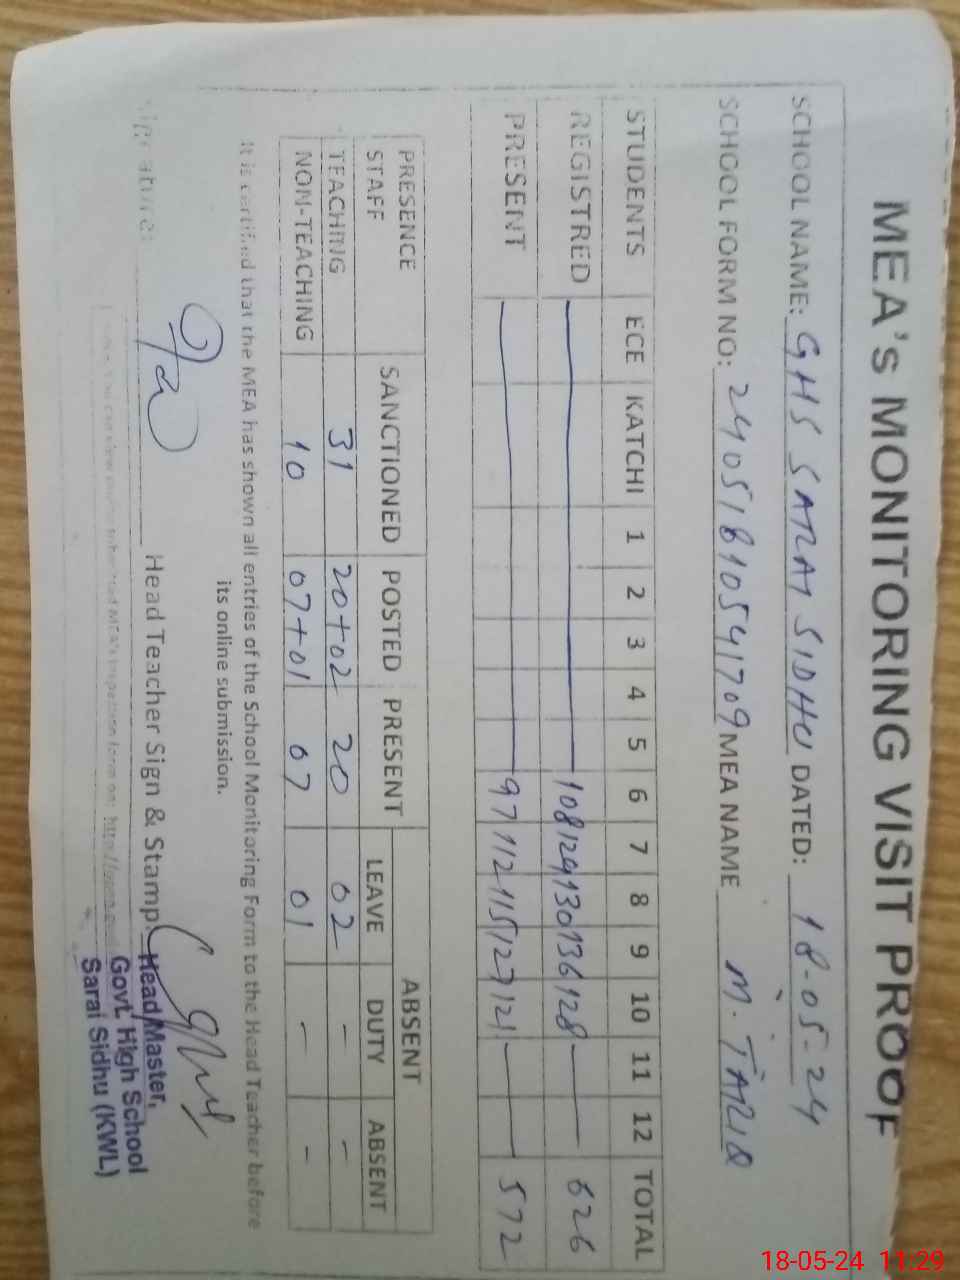 MEA's MONITORING VISIT PROOF
SCHOOL NAME: GHS SARAI SIDHU DATED: 18-05-24
SCHOOL FORM NO: 24051810541709 MEA NAME M. TARIQ
STUDENTS ECE KATCHI 1 2 3 4 5 6 7 8 9 10 11 12 TOTAL
REGISTRED 108 124 130 136 128 626
PRESENT 97 112 115 127 121 572
PRESENCE SANCTIONED POSTED PRESENT ABSENT
STAFF LEAVE DUTY ABSENT
TEACHING 31 20+02 20 02 - -
NON-TEACHING 10 07+01 07 01 - -
It is certified that the MEA has shown all entries of the School Monitoring Form to the Head Teacher before
its online submission.
Signature: Head Teacher Sign & Stamp:
Head Master,
Govt. High School
Sarai Sidhu (KWL)
18-05-24 11:29